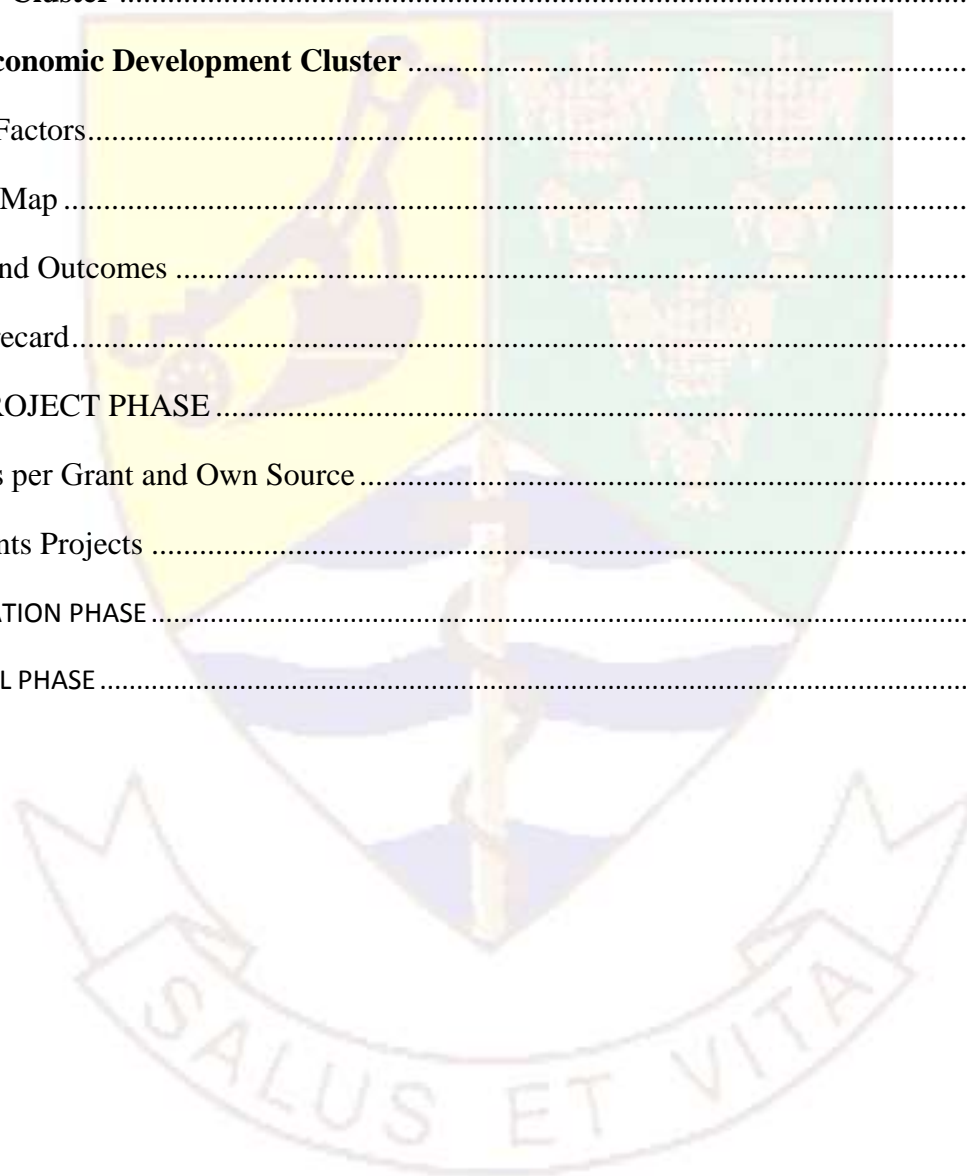 Cluster ....................................................................................................
conomic Development Cluster ....................................................................
Factors....................................................................................................
Map .........................................................................................................
nd Outcomes ...........................................................................................
recard.......................................................................................................
ROJECT PHASE .......................................................................................
s per Grant and Own Source ....................................................................
nts Projects .............................................................................................
ATION PHASE ........................................................................................
L PHASE .................................................................................................
SALUS ET VITA